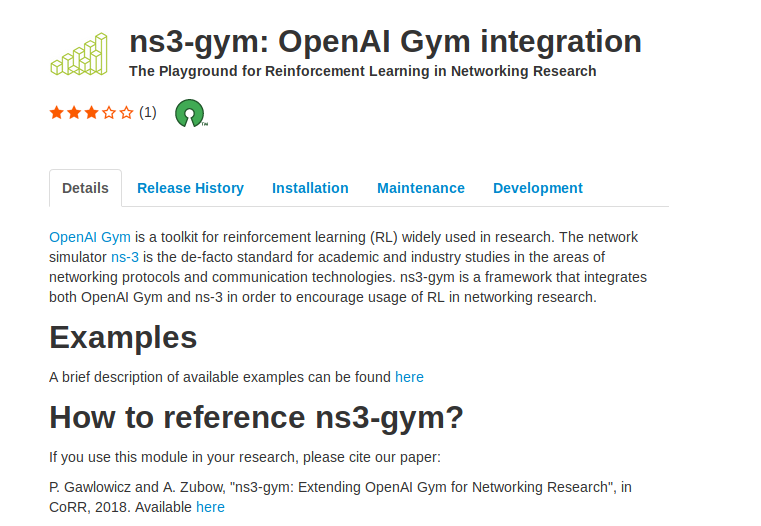 ns3-gym: OpenAI Gym integration
The Playground for Reinforcement Learning in Networking Research
(1)
TM
Details Release History Installation Maintenance Development
OpenAI Gym is a toolkit for reinforcement learning (RL) widely used in research. The network
simulator ns-3 is the de-facto standard for academic and industry studies in the areas of
networking protocols and communication technologies. ns3-gym is a framework that integrates
both OpenAI Gym and ns-3 in order to encourage usage of RL in networking research.
Examples
A brief description of available examples can be found here
How to reference ns3-gym?
If you use this module in your research, please cite our paper:
P. Gawlowicz and A. Zubow, "ns3-gym: Extending OpenAI Gym for Networking Research", in
CoRR, 2018. Available here